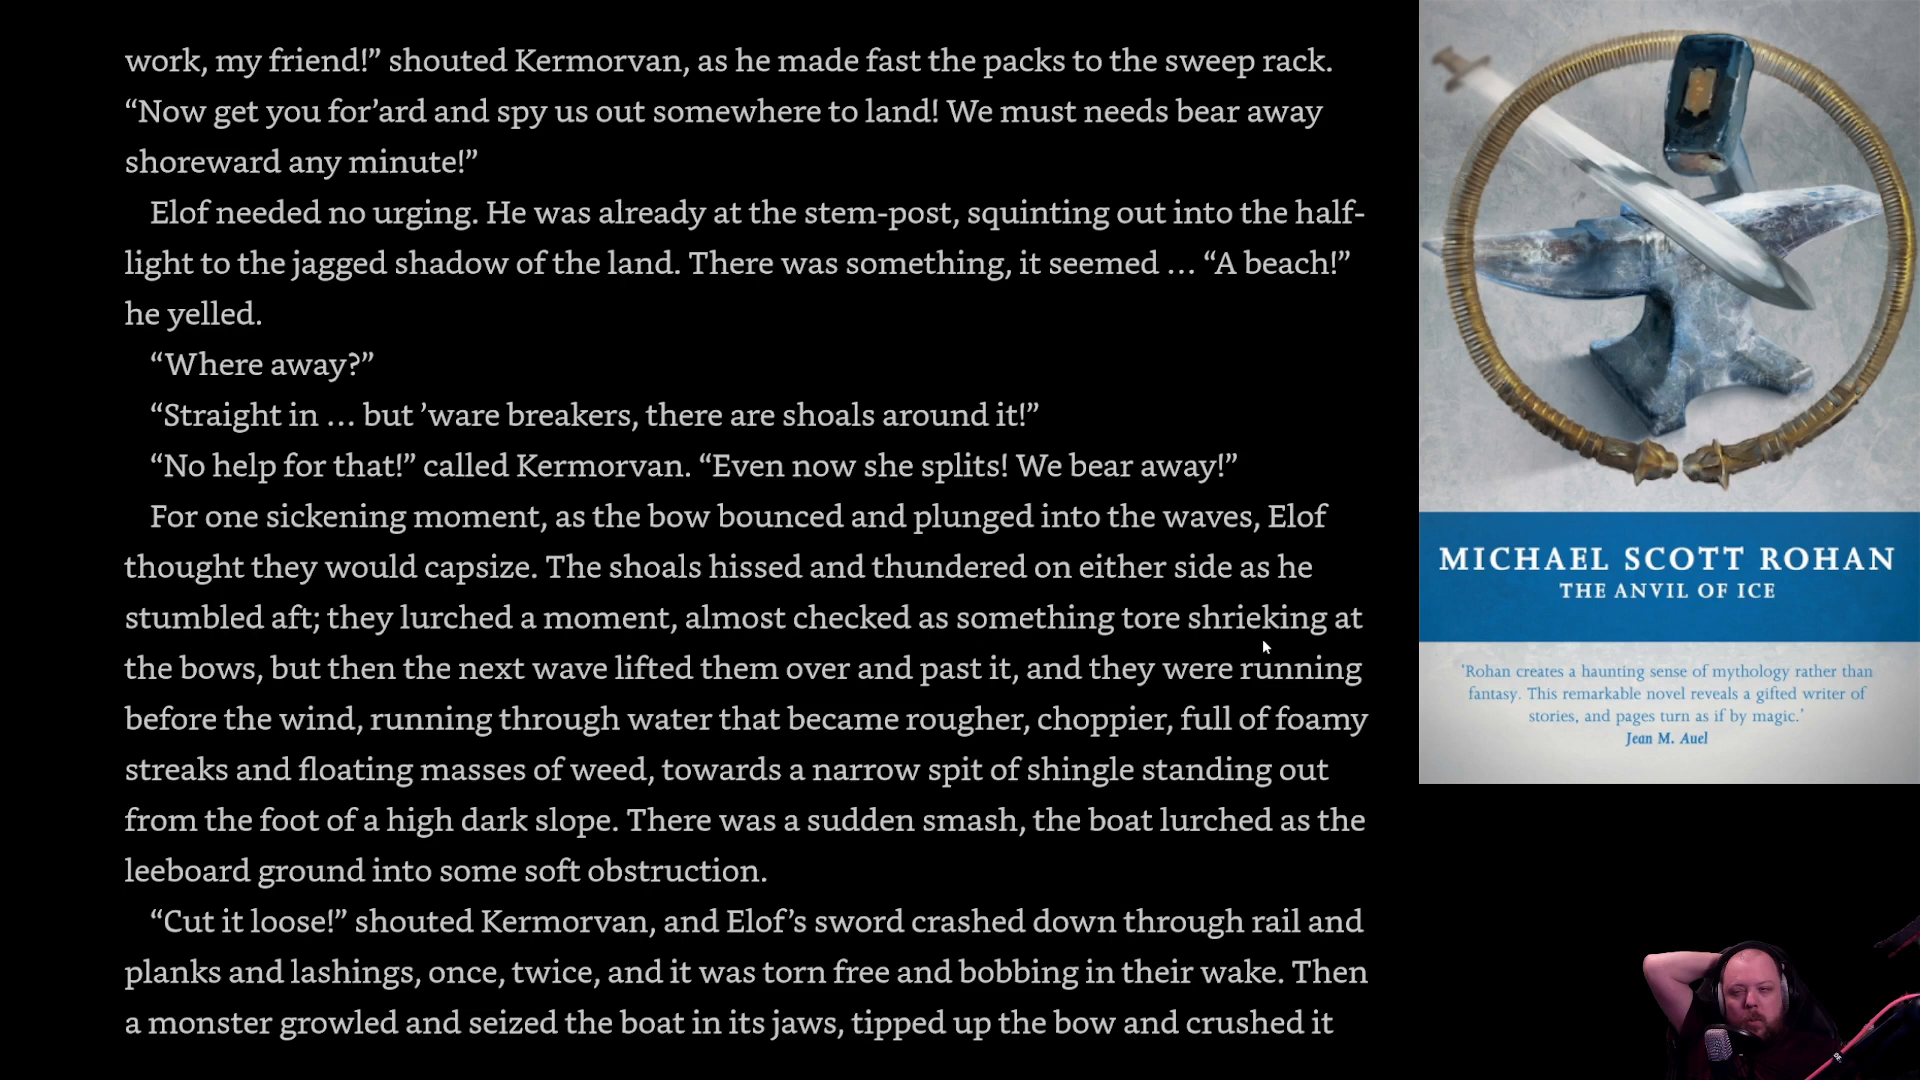 work, my friend!” shouted Kermorvan, as he made fast the packs to the sweep rack.
“Now get you for’ard and spy us out somewhere to land! We must needs bear away
shoreward any minute!”
Elof needed no urging. He was already at the stem-post, squinting out into the half-
light to the jagged shadow of the land. There was something, it seemed … “A beach!”
he yelled.
“Where away?”
“Straight in … but ’ware breakers, there are shoals around it!”
“No help for that!” called Kermorvan. “Even now she splits! We bear away!”
For one sickening moment, as the bow bounced and plunged into the waves, Elof
thought they would capsize. The shoals hissed and thundered on either side as he
stumbled aft; they lurched a moment, almost checked as something tore shrieking at
the bows, but then the next wave lifted them over and past it, and they were running
before the wind, running through water that became rougher, choppier, full of foamy
streaks and floating masses of weed, towards a narrow spit of shingle standing out
from the foot of a high dark slope. There was a sudden smash, the boat lurched as the
leeboard ground into some soft obstruction.
“Cut it loose!” shouted Kermorvan, and Elof’s sword crashed down through rail and
planks and lashings, once, twice, and it was torn free and bobbing in their wake. Then
a monster growled and seized the boat in its jaws, tipped up the bow and crushed it
MICHAEL SCOTT ROHAN
THE ANVIL OF ICE
‘Rohan creates a haunting sense of mythology rather than
fantasy. This remarkable novel reveals a gifted writer of
stories, and pages turn as if by magic.’
Jean M. Auel